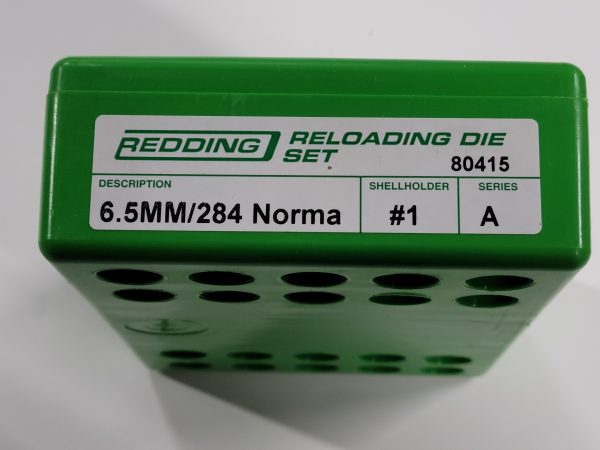 REDDING RELOADING DIE
SET 80415
DESCRIPTION SHELLHOLDER SERIES
6.5MM/284 Norma #1 A